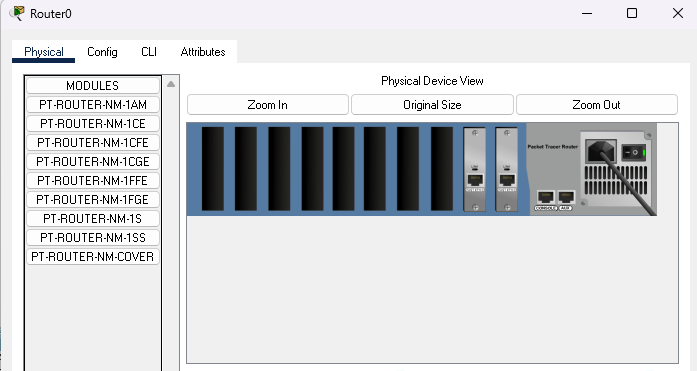 Router0
Physical Config CLI Attributes
MODULES
PT-ROUTER-NM-1AM
PT-ROUTER-NM-1CE
PT-ROUTER-NM-1CFE
PT-ROUTER-NM-1CGE
PT-ROUTER-NM-1FFE
PT-ROUTER-NM-1FGE
PT-ROUTER-NM-1S
PT-ROUTER-NM-1SS
PT-ROUTER-NM-COVER
Physical Device View
Zoom In Original Size Zoom Out
Packet Tracer Router
CONSOLE AUX